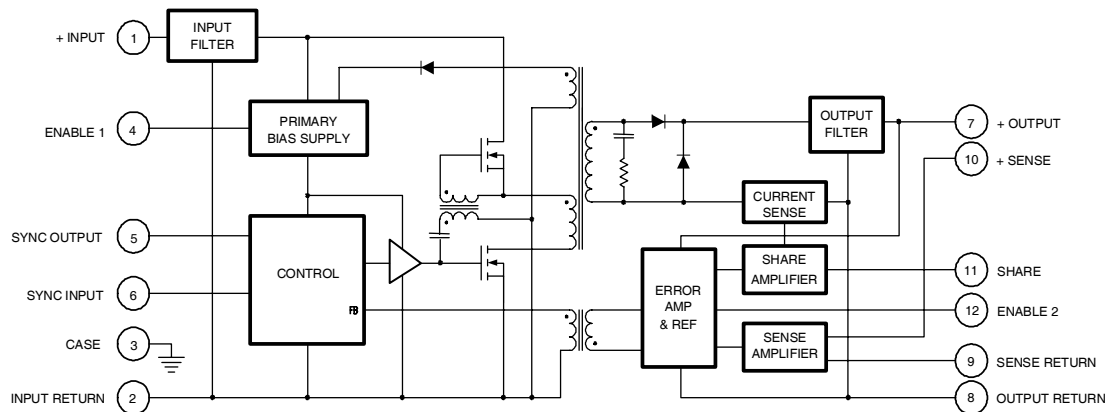 + INPUT
1
INPUT
FILTER
ENABLE 1
4
PRIMARY
BIAS SUPPLY
SYNC OUTPUT
5
SYNC INPUT
6
CONTROL
FB
CASE
3
INPUT RETURN
2
OUTPUT
FILTER
7
+ OUTPUT
10
+ SENSE
CURRENT
SENSE
SHARE
AMPLIFIER
11
SHARE
ERROR
AMP
& REF
12
ENABLE 2
SENSE
AMPLIFIER
9
SENSE RETURN
8
OUTPUT RETURN